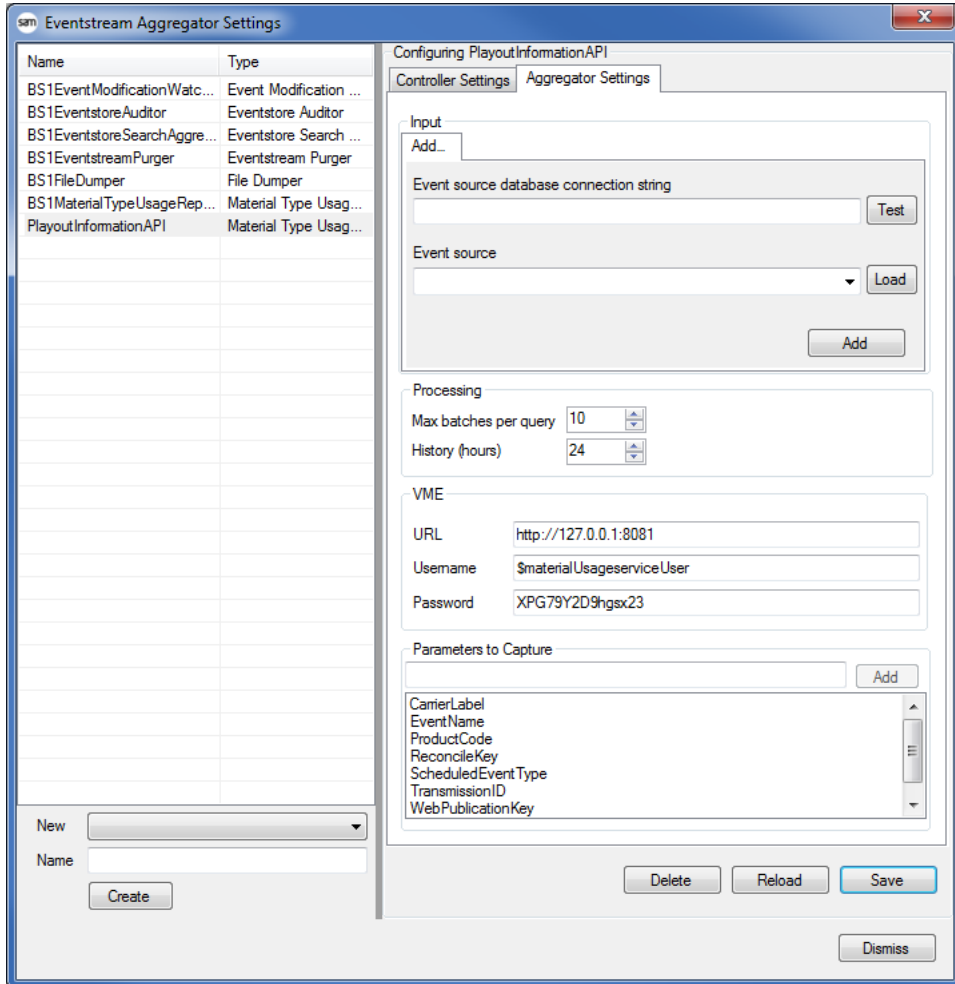 sam Eventstream Aggregator Settings
Name Type
BS1EventModificationWatc... Event Modification ...
BS1EventstoreAuditor Eventstore Auditor
BS1EventstoreSearchAggre... Eventstore Search ...
BS1EventstreamPurger Eventstream Purger
BS1FileDumper File Dumper
BS1MaterialTypeUsageRep... Material Type Usag...
PlayoutInformationAPI Material Type Usag...
New
Name
Create
Configuring PlayoutInformationAPI
Controller Settings Aggregator Settings
Input
Add...
Event source database connection string
Test
Event source
Load
Add
Processing
Max batches per query 10
History (hours) 24
VME
URL http://127.0.0.1:8081
Username $materialUsageserviceUser
Password XPG79Y2D9hgsx23
Parameters to Capture
Add
CarrierLabel
EventName
ProductCode
ReconcileKey
ScheduledEventType
TransmissionID
WebPublicationKey
Delete Reload Save
Dismiss